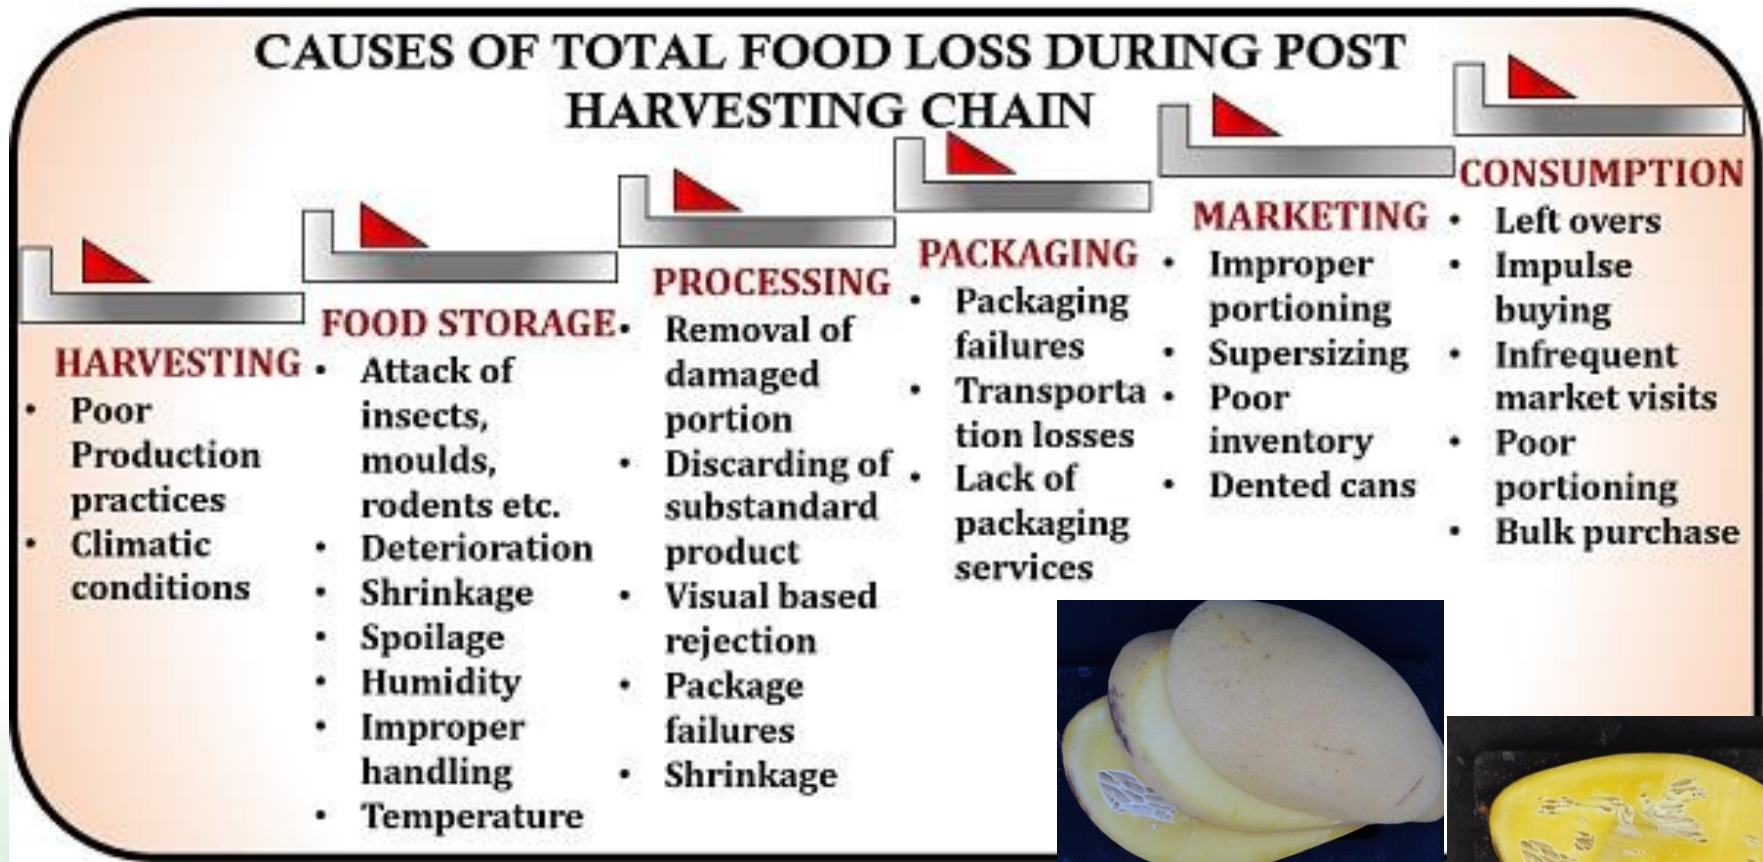 CAUSES OF TOTAL FOOD LOSS DURING POST
HARVESTING CHAIN
HARVESTING
• Poor
Production
practices
• Climatic
conditions
FOOD STORAGE
• Attack of
insects,
moulds,
rodents etc.
• Deterioration
• Shrinkage
• Spoilage
• Humidity
• Improper
handling
• Temperature
PROCESSING
• Removal of
damaged
portion
• Discarding of
substandard
product
• Visual based
rejection
• Package
failures
• Shrinkage
PACKAGING
• Packaging
failures
• Transporta
tion losses
• Lack of
packaging
services
MARKETING
• Improper
portioning
• Supersizing
• Poor
inventory
• Dented cans
CONSUMPTION
• Left overs
• Impulse
buying
• Infrequent
market visits
• Poor
portioning
• Bulk purchase